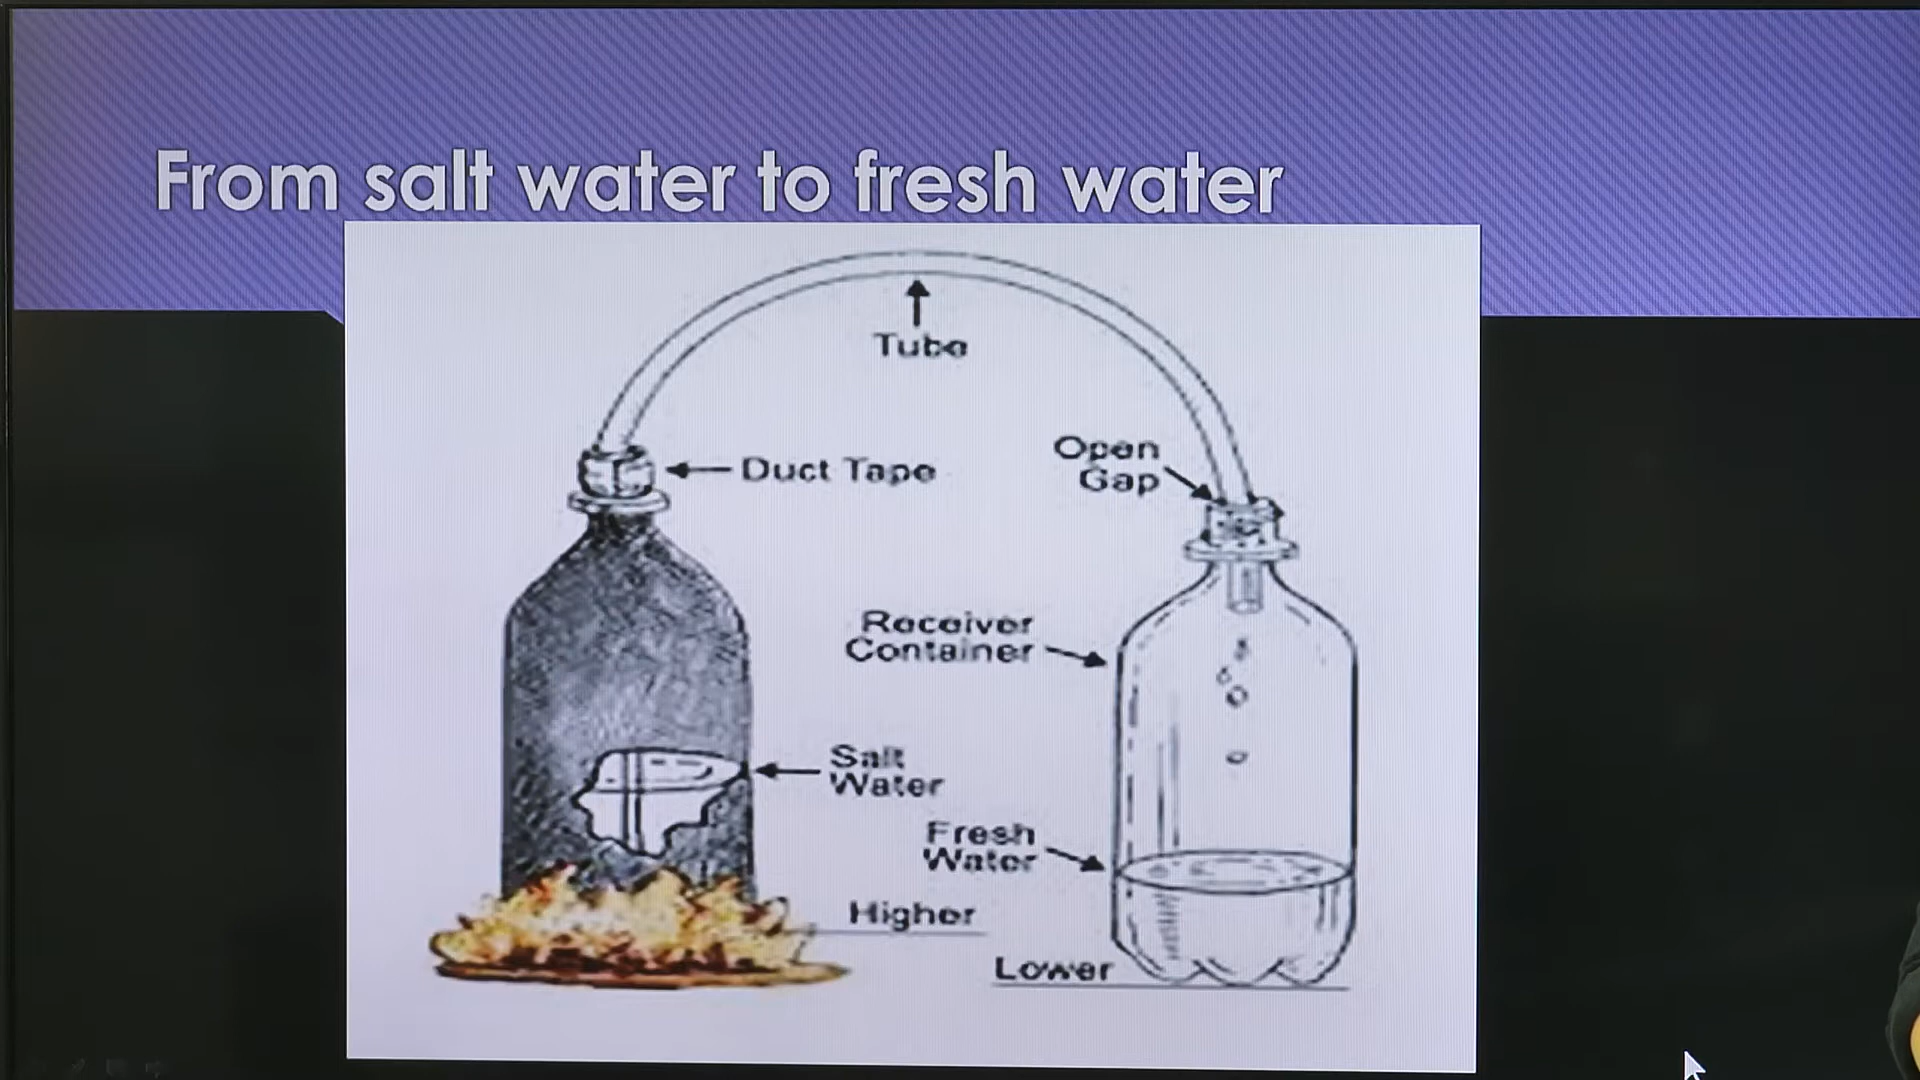 From salt water to fresh water
Tube
Duct Tape
Open
Gap
Receiver
Container
Salt
Water
Fresh
Water
Higher
Lower